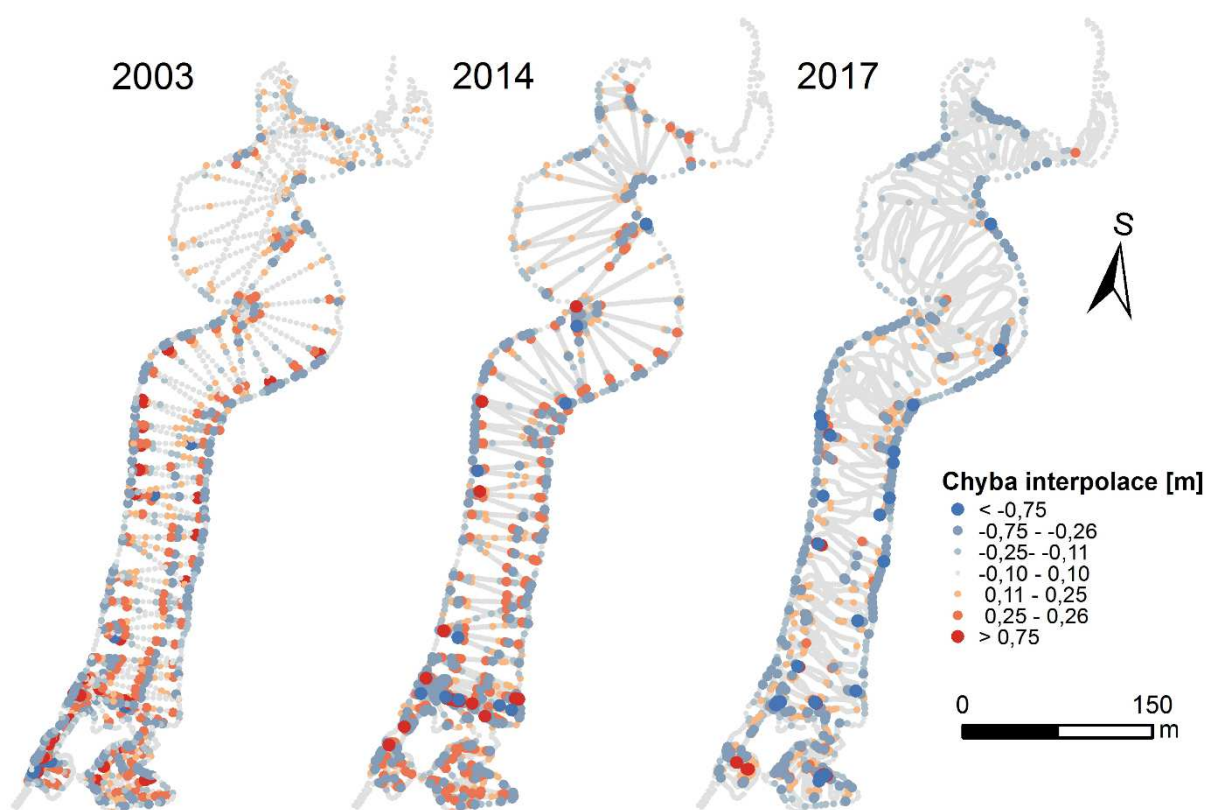 2003
2014
2017
S
Chyba interpolace [m]
< -0,75
-0,75 - -0,26
-0,25- -0,11
-0,10 - 0,10
0,11 - 0,25
0,25 - 0,26
> 0,75
0 150
m